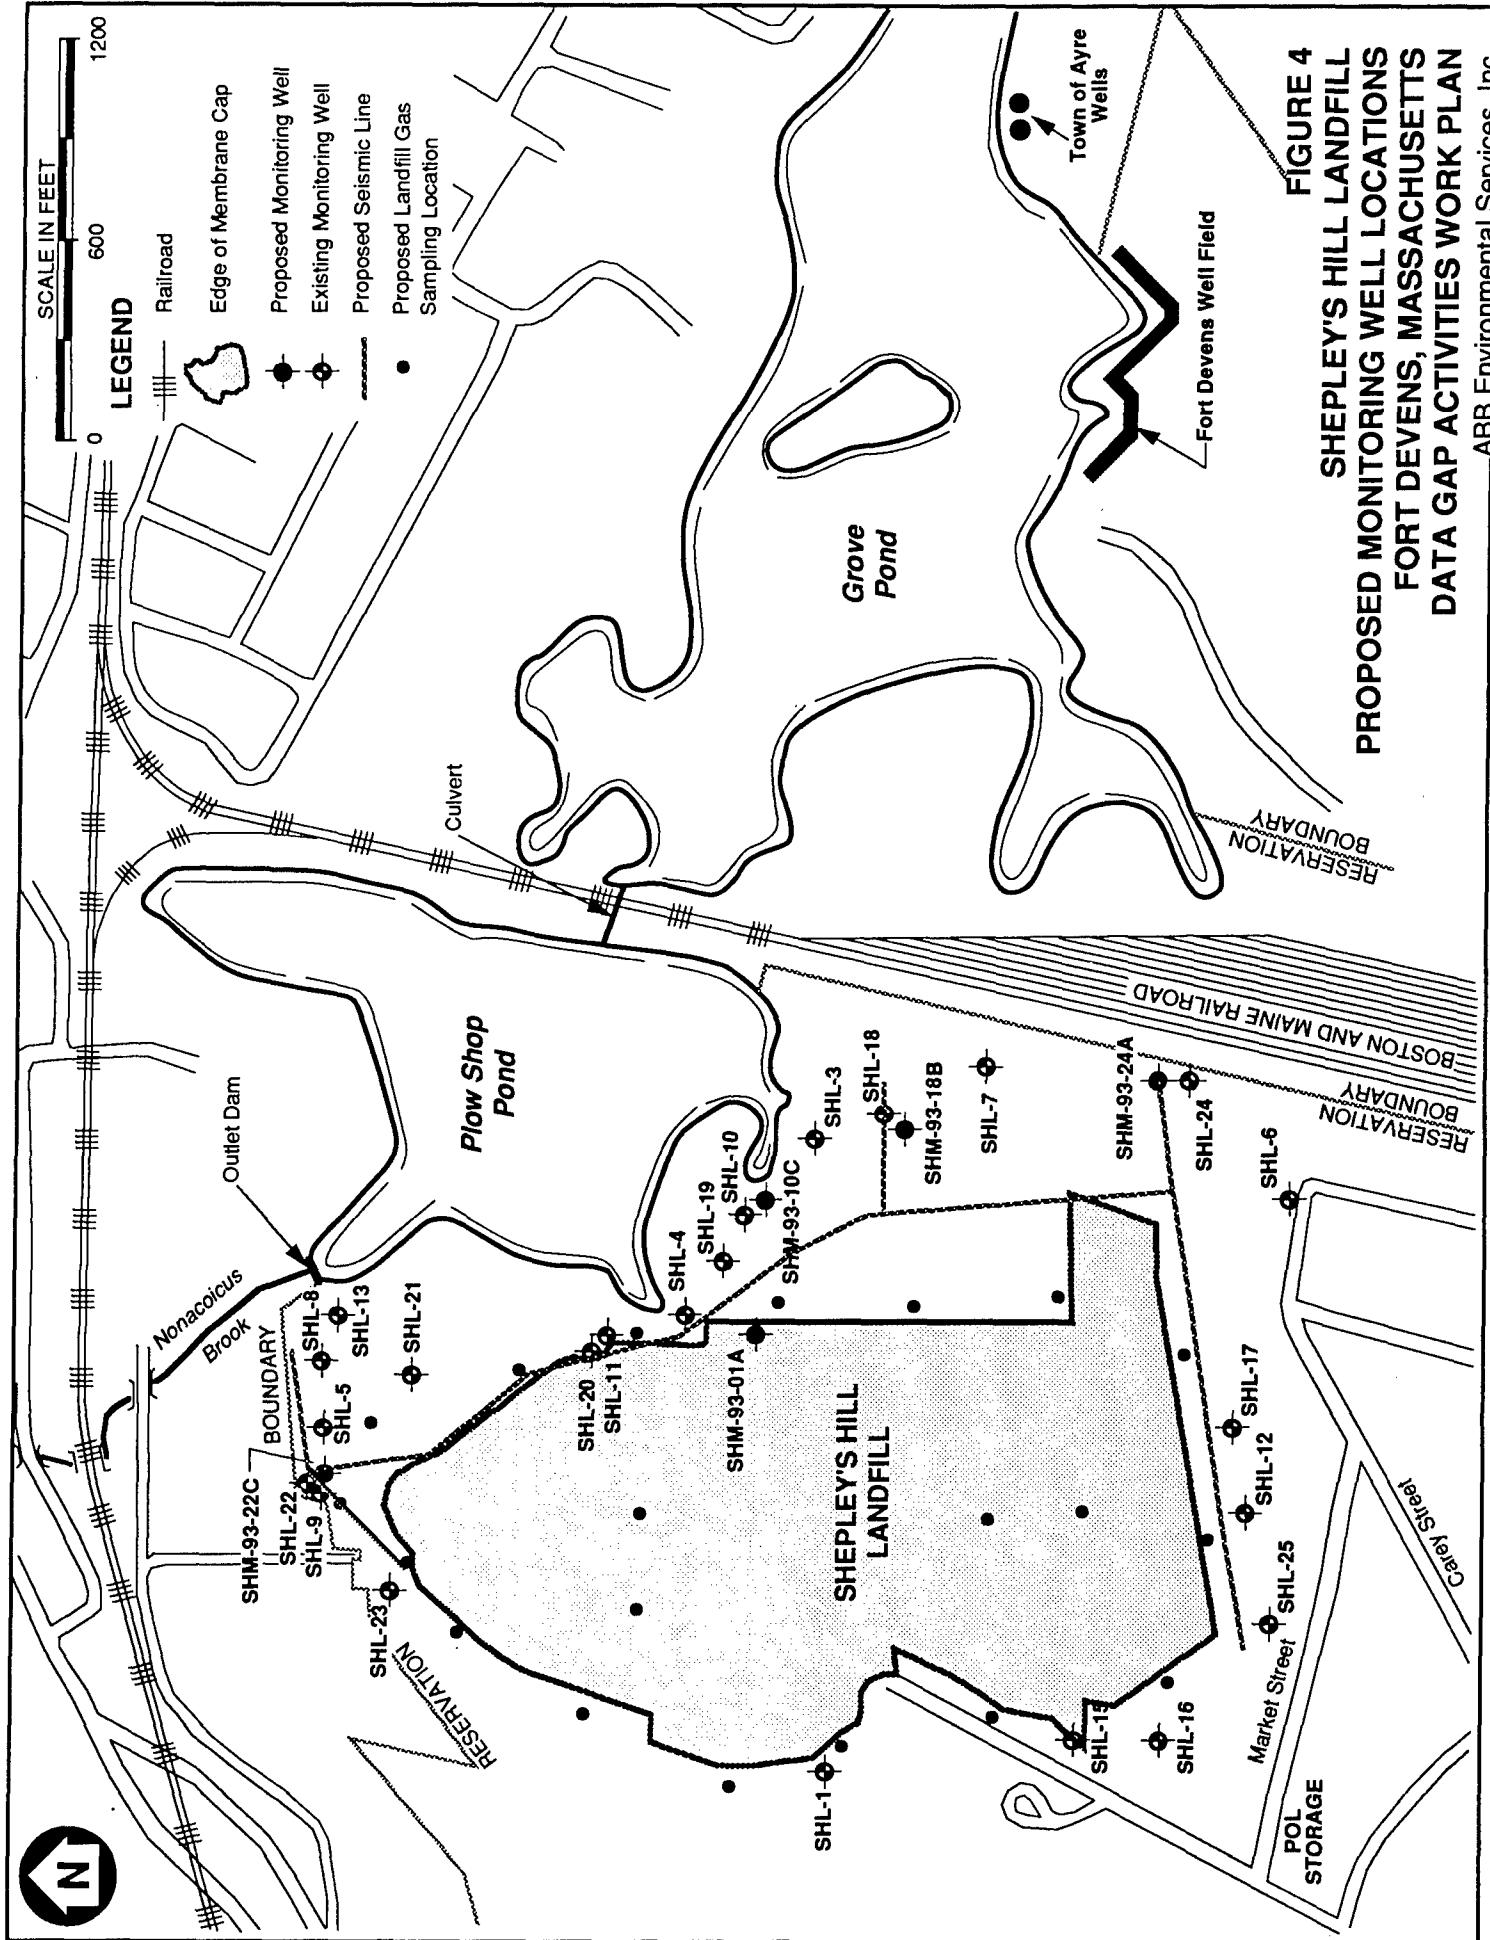 N
SCALE IN FEET
0
600
1200
LEGEND
Railroad
Edge of Membrane Cap
Proposed Monitoring Well
Existing Monitoring Well
Proposed Seismic Line
Proposed Landfill Gas
Sampling Location
Nonacoicus
Brook
Outlet Dam
Culvert
Plow Shop
Pond
Grove
Pond
Town of Ayre
Wells
Fort Devens Well Field
RESERVATION
BOUNDARY
SHM-93-22C
SHL-22
SHL-9
SHL-23
SHL-5
SHL-8
SHL-13
SHL-21
SHL-20
SHL-11
SHL-4
SHL-19
SHL-10
SHM-93-10C
SHL-3
SHL-18
SHM-93-18B
SHL-7
SHM-93-24A
SHL-24
SHL-6
SHM-93-01A
SHEPLEY'S HILL
LANDFILL
SHL-1
SHL-15
SHL-16
SHL-25
SHL-12
SHL-17
Market Street
Carey Street
POL
STORAGE
BOSTON AND MAINE RAILROAD
RESERVATION
BOUNDARY
RESERVATION
BOUNDARY
FIGURE 4
SHEPLEY'S HILL LANDFILL
PROPOSED MONITORING WELL LOCATIONS
FORT DEVENS, MASSACHUSETTS
DATA GAP ACTIVITIES WORK PLAN
ABB Environmental Services, Inc.